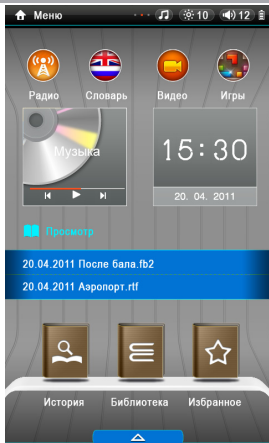 Меню 10 12
Радио Словарь Видео Игры
Музыка
15:30
20. 04. 2011
Просмотр
20.04.2011 После бала.fb2
20.04.2011 Аэропорт.rtf
История Библиотека Избранное